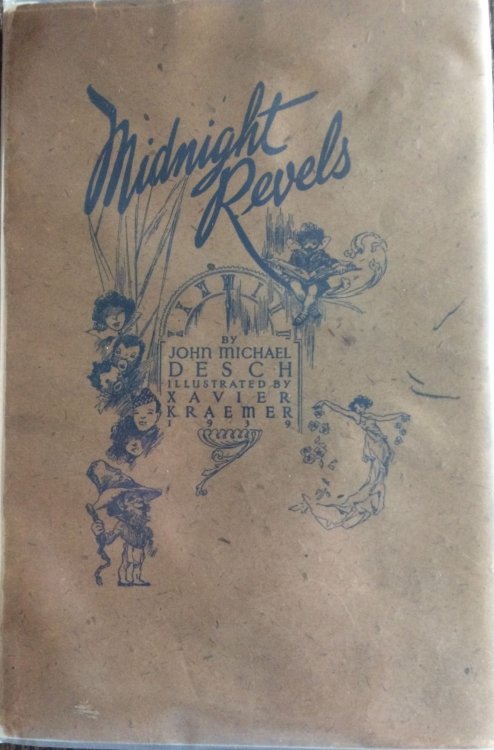 Midnight
Revels
BY
JOHN MICHAEL
DESCH
ILLUSTRATED BY
XAVIER
KRAEMER
1939